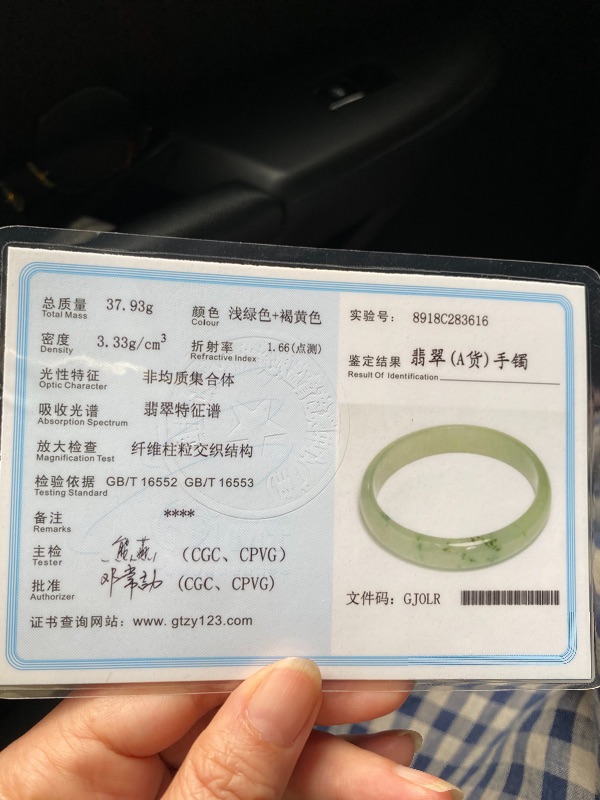 总质量 37.93g 颜色 浅绿色+褐黄色
Total Mass Colour
密度 3.33g/cm³ 折射率 1.66(点测)
Density Refractive Index
光性特征 非均质集合体
Optic Character
吸收光谱 翡翠特征谱
Absorption Spectrum
放大检查 纤维柱粒交织结构
Magnification Test
检验依据 GB/T 16552 GB/T 16553
Testing Standard
备注 ****
Remarks
主检 (CGC、CPVG)
Tester
批准 邓常劼 (CGC、CPVG)
Authorizer
证书查询网站: www.gtzy123.com
实验号: 8918C283616
鉴定结果 翡翠(A货)手镯
Result Of Identification
文件码: GJ0LR